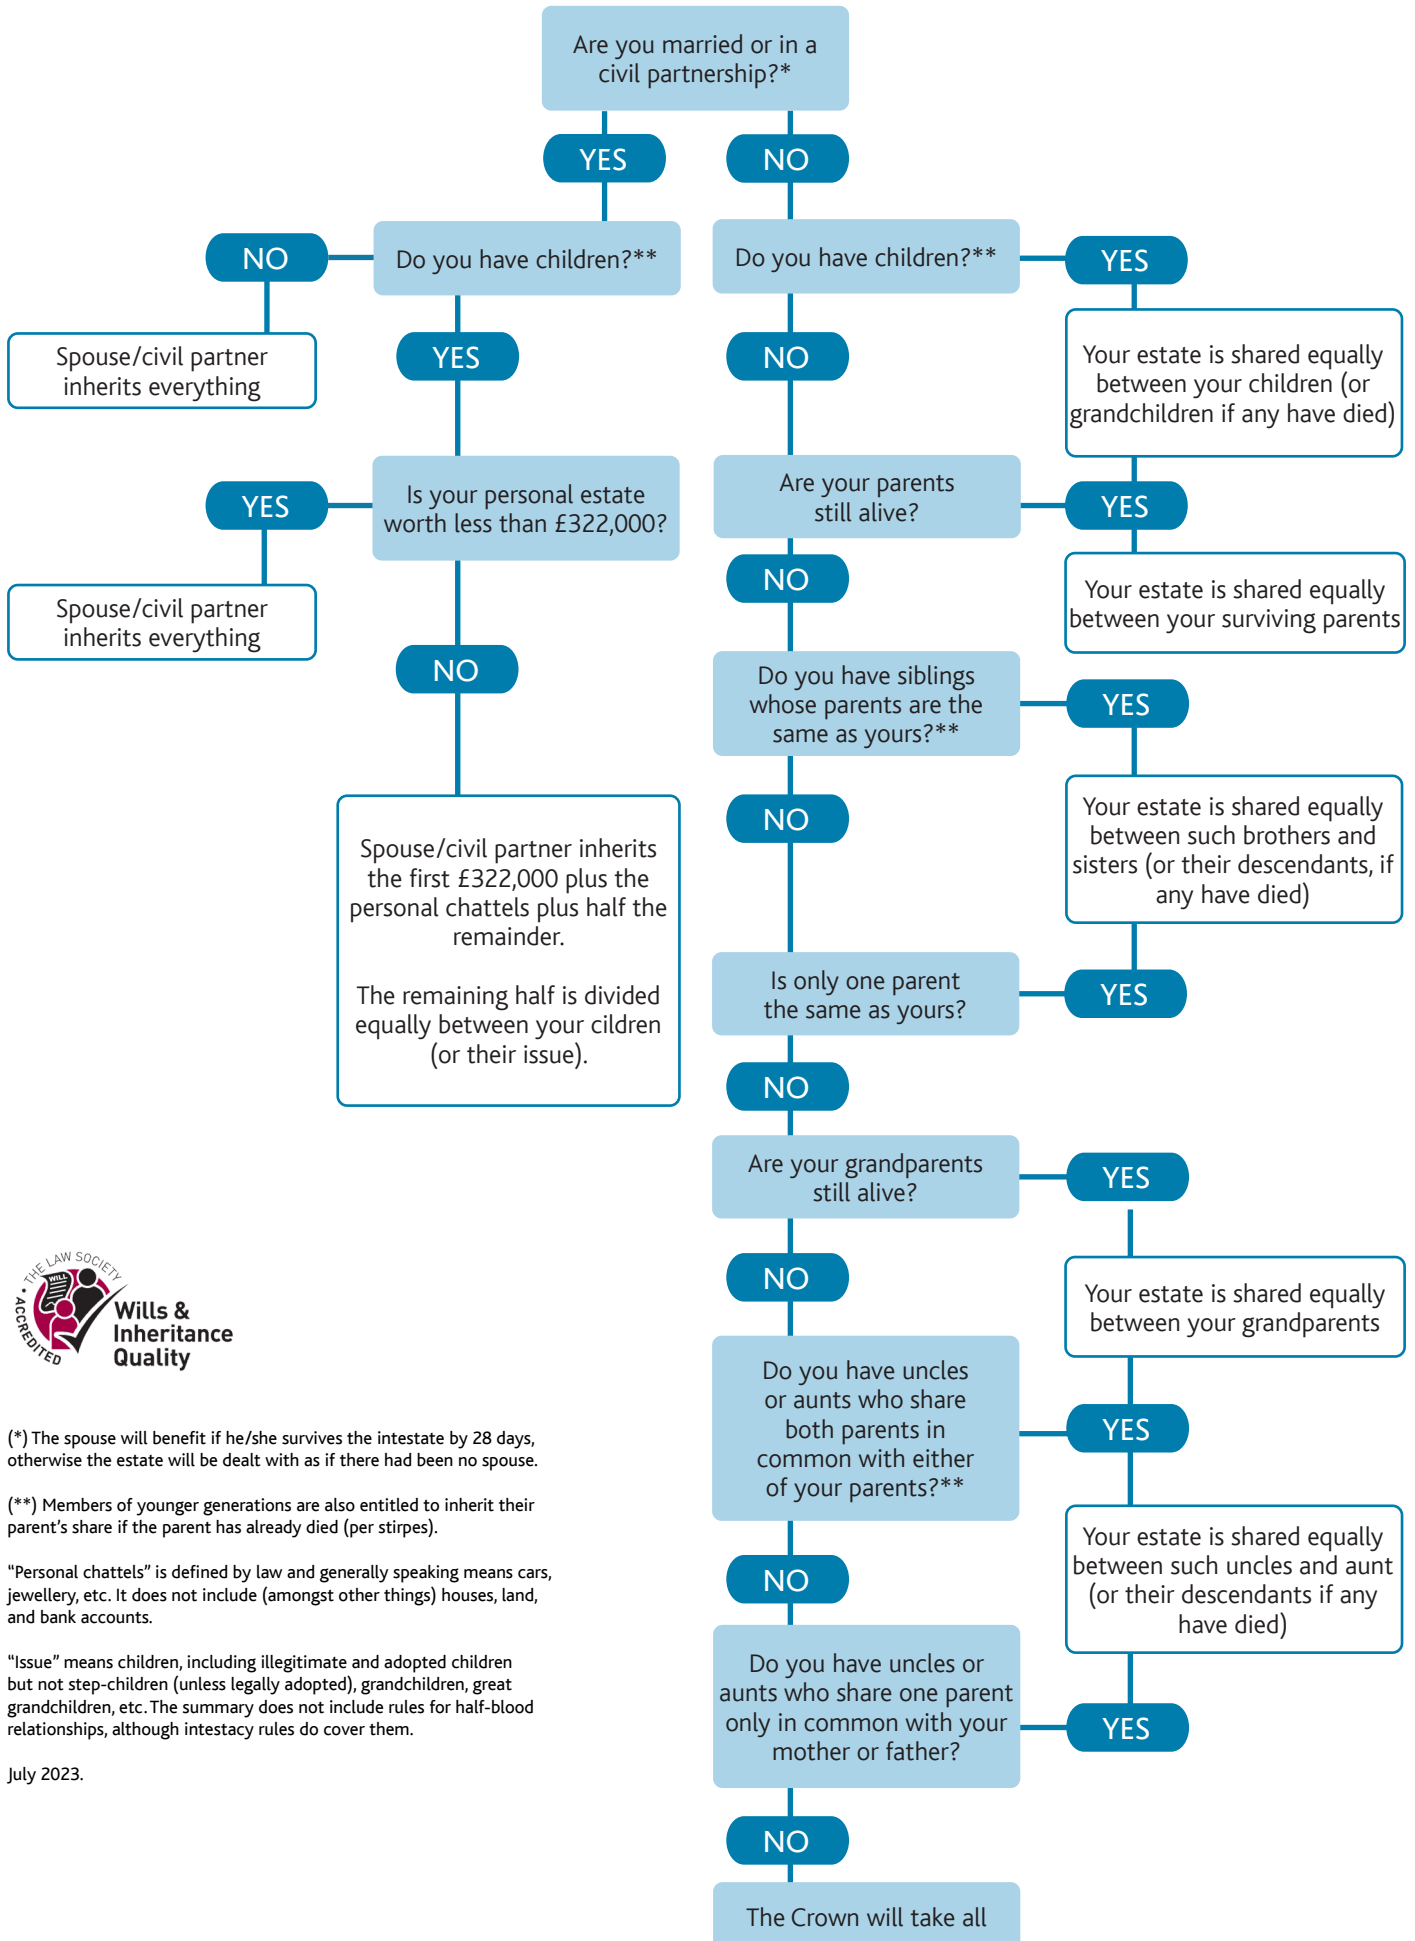 Are you married or in a
civil partnership?*
YES
NO
NO
Do you have children?**
Do you have children?**
YES
Spouse/civil partner
inherits everything
YES
NO
Your estate is shared equally
between your children (or
grandchildren if any have died)
YES
Is your personal estate
worth less than £322,000?
Are your parents
still alive?
YES
Spouse/civil partner
inherits everything
NO
Your estate is shared equally
between your surviving parents
NO
Do you have siblings
whose parents are the
same as yours?**
YES
NO
Your estate is shared equally
between such brothers and
sisters (or their descendants, if
any have died)
Spouse/civil partner inherits
the first £322,000 plus the
personal chattels plus half the
remainder.
The remaining half is divided
equally between your cildren
(or their issue).
Is only one parent
the same as yours?
YES
NO
Are your grandparents
still alive?
YES
NO
Your estate is shared equally
between your grandparents
Do you have uncles
or aunts who share
both parents in
common with either
of your parents?**
YES
NO
Your estate is shared equally
between such uncles and aunt
(or their descendants if any
have died)
Do you have uncles or
aunts who share one parent
only in common with your
mother or father?
YES
NO
The Crown will take all
• THE LAW SOCIETY •
ACCREDITED
WILL
Wills &
Inheritance
Quality
(*) The spouse will benefit if he/she survives the intestate by 28 days,
otherwise the estate will be dealt with as if there had been no spouse.
(**) Members of younger generations are also entitled to inherit their
parent’s share if the parent has already died (per stirpes).
“Personal chattels” is defined by law and generally speaking means cars,
jewellery, etc. It does not include (amongst other things) houses, land,
and bank accounts.
“Issue” means children, including illegitimate and adopted children
but not step-children (unless legally adopted), grandchildren, great
grandchildren, etc. The summary does not include rules for half-blood
relationships, although intestacy rules do cover them.
July 2023.